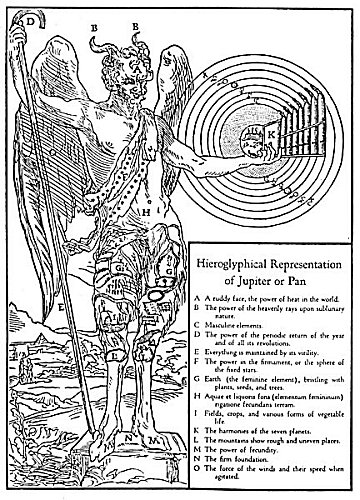 D
B
B
K
H
E
L
N
M
Hieroglyphical Representation
of Jupiter or Pan
A A ruddy face, the power of heat in the world.
B The power of the heavenly rays upon sublunary
nature.
C Masculine elements.
D The power of the periodic return of the year
and of all its revolutions.
E Everything is maintained by its virility.
F The power in the firmament, or the sphere of
the fixed stars.
G Earth (the feminine element), bristling with
plants, seeds, and trees.
H Aquae et liquoris fons (elementum femininum)
rigatione fecundans terram.
I Fields, crops, and various forms of vegetable
life.
K The harmonies of the seven planets.
L The mountains show rough and uneven places.
M The power of fecundity.
N The firm foundation.
O The force of the winds and their speed when
agitated.